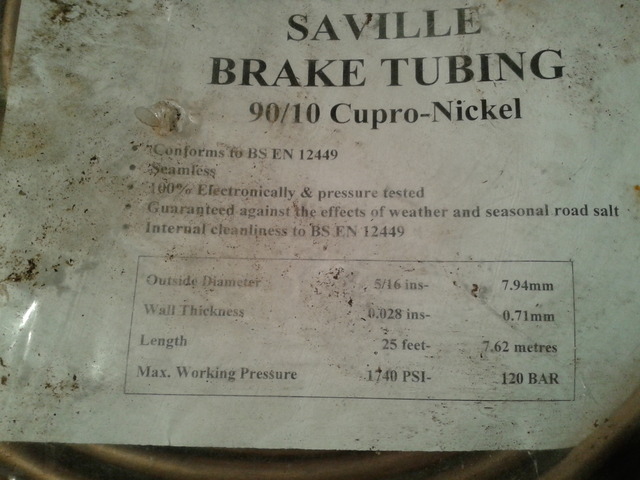 SAVILLE
BRAKE TUBING
90/10 Cupro-Nickel
• Conforms to BS EN 12449
• Seamless
• 100% Electronically & pressure tested
• Guaranteed against the effects of weather and seasonal road salt
• Internal cleanliness to BS EN 12449
Outside Diameter 5/16 ins- 7.94mm
Wall Thickness 0.028 ins- 0.71mm
Length 25 feet- 7.62 metres
Max. Working Pressure 1740 PSI- 120 BAR